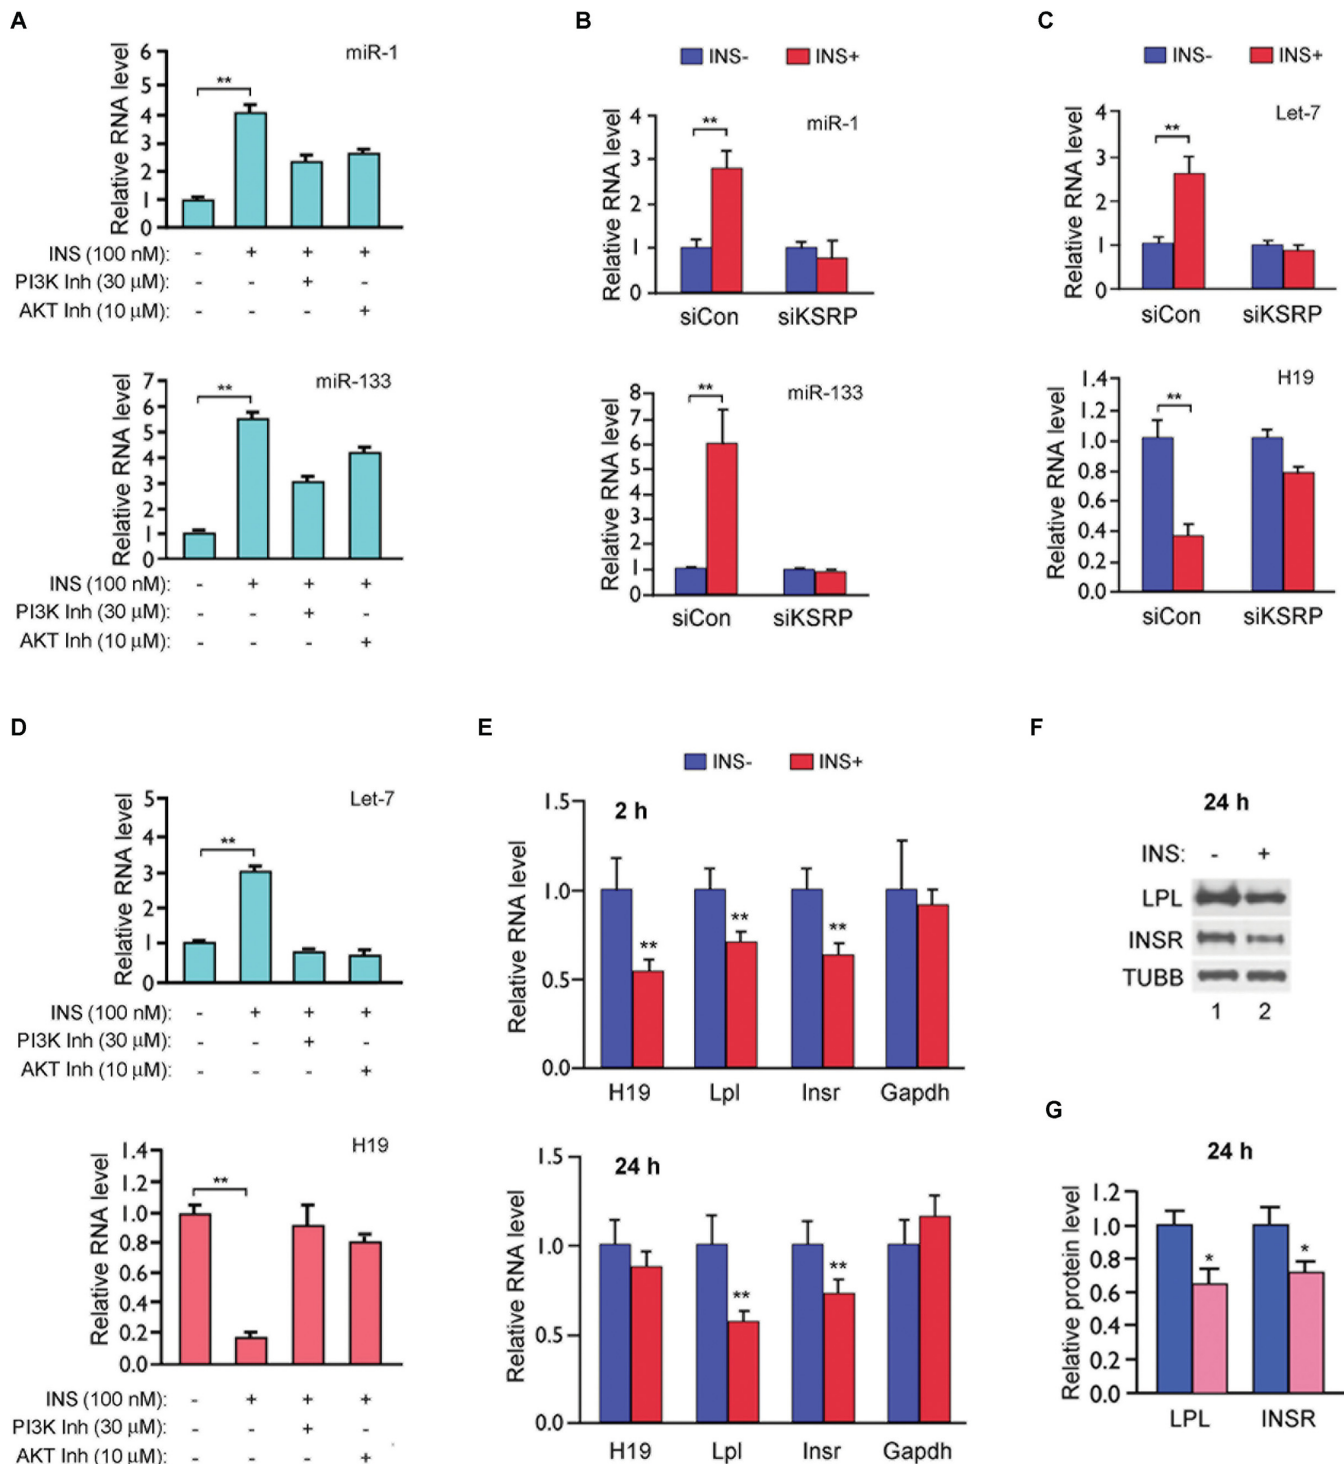 A
miR-1
Relative RNA level
6
5
4
3
2
1
0
**
INS (100 nM): - + + +
PI3K Inh (30 µM): - - + -
AKT Inh (10 µM): - - - +
miR-133
Relative RNA level
7
6
5
4
3
2
1
0
**
INS (100 nM): - + + +
PI3K Inh (30 µM): - - + -
AKT Inh (10 µM): - - - +
B
INS- INS+
miR-1
Relative RNA level
4
3
2
1
0
**
siCon siKSRP
miR-133
Relative RNA level
8
7
6
5
4
3
2
1
0
**
siCon siKSRP
C
INS- INS+
Let-7
Relative RNA level
4
3
2
1
0
**
siCon siKSRP
H19
Relative RNA level
1.4
1.2
1.0
0.8
0.6
0.4
0.2
0.0
**
siCon siKSRP
D
Let-7
Relative RNA level
5
4
3
2
1
0
**
INS (100 nM): - + + +
PI3K Inh (30 µM): - - + -
AKT Inh (10 µM): - - - +
H19
Relative RNA level
1.4
1.2
1.0
0.8
0.6
0.4
0.2
0.0
**
INS (100 nM): - + + +
PI3K Inh (30 µM): - - + -
AKT Inh (10 µM): - - - +
E
INS- INS+
2 h
Relative RNA level
1.5
1.0
0.5
0.0
** ** **
H19 Lpl Insr Gapdh
24 h
Relative RNA level
1.5
1.0
0.5
0.0
** **
H19 Lpl Insr Gapdh
F
24 h
INS: - +
LPL
INSR
TUBB
1 2
G
24 h
Relative protein level
1.2
1.0
0.8
0.6
0.4
0.2
0.0
* *
LPL INSR